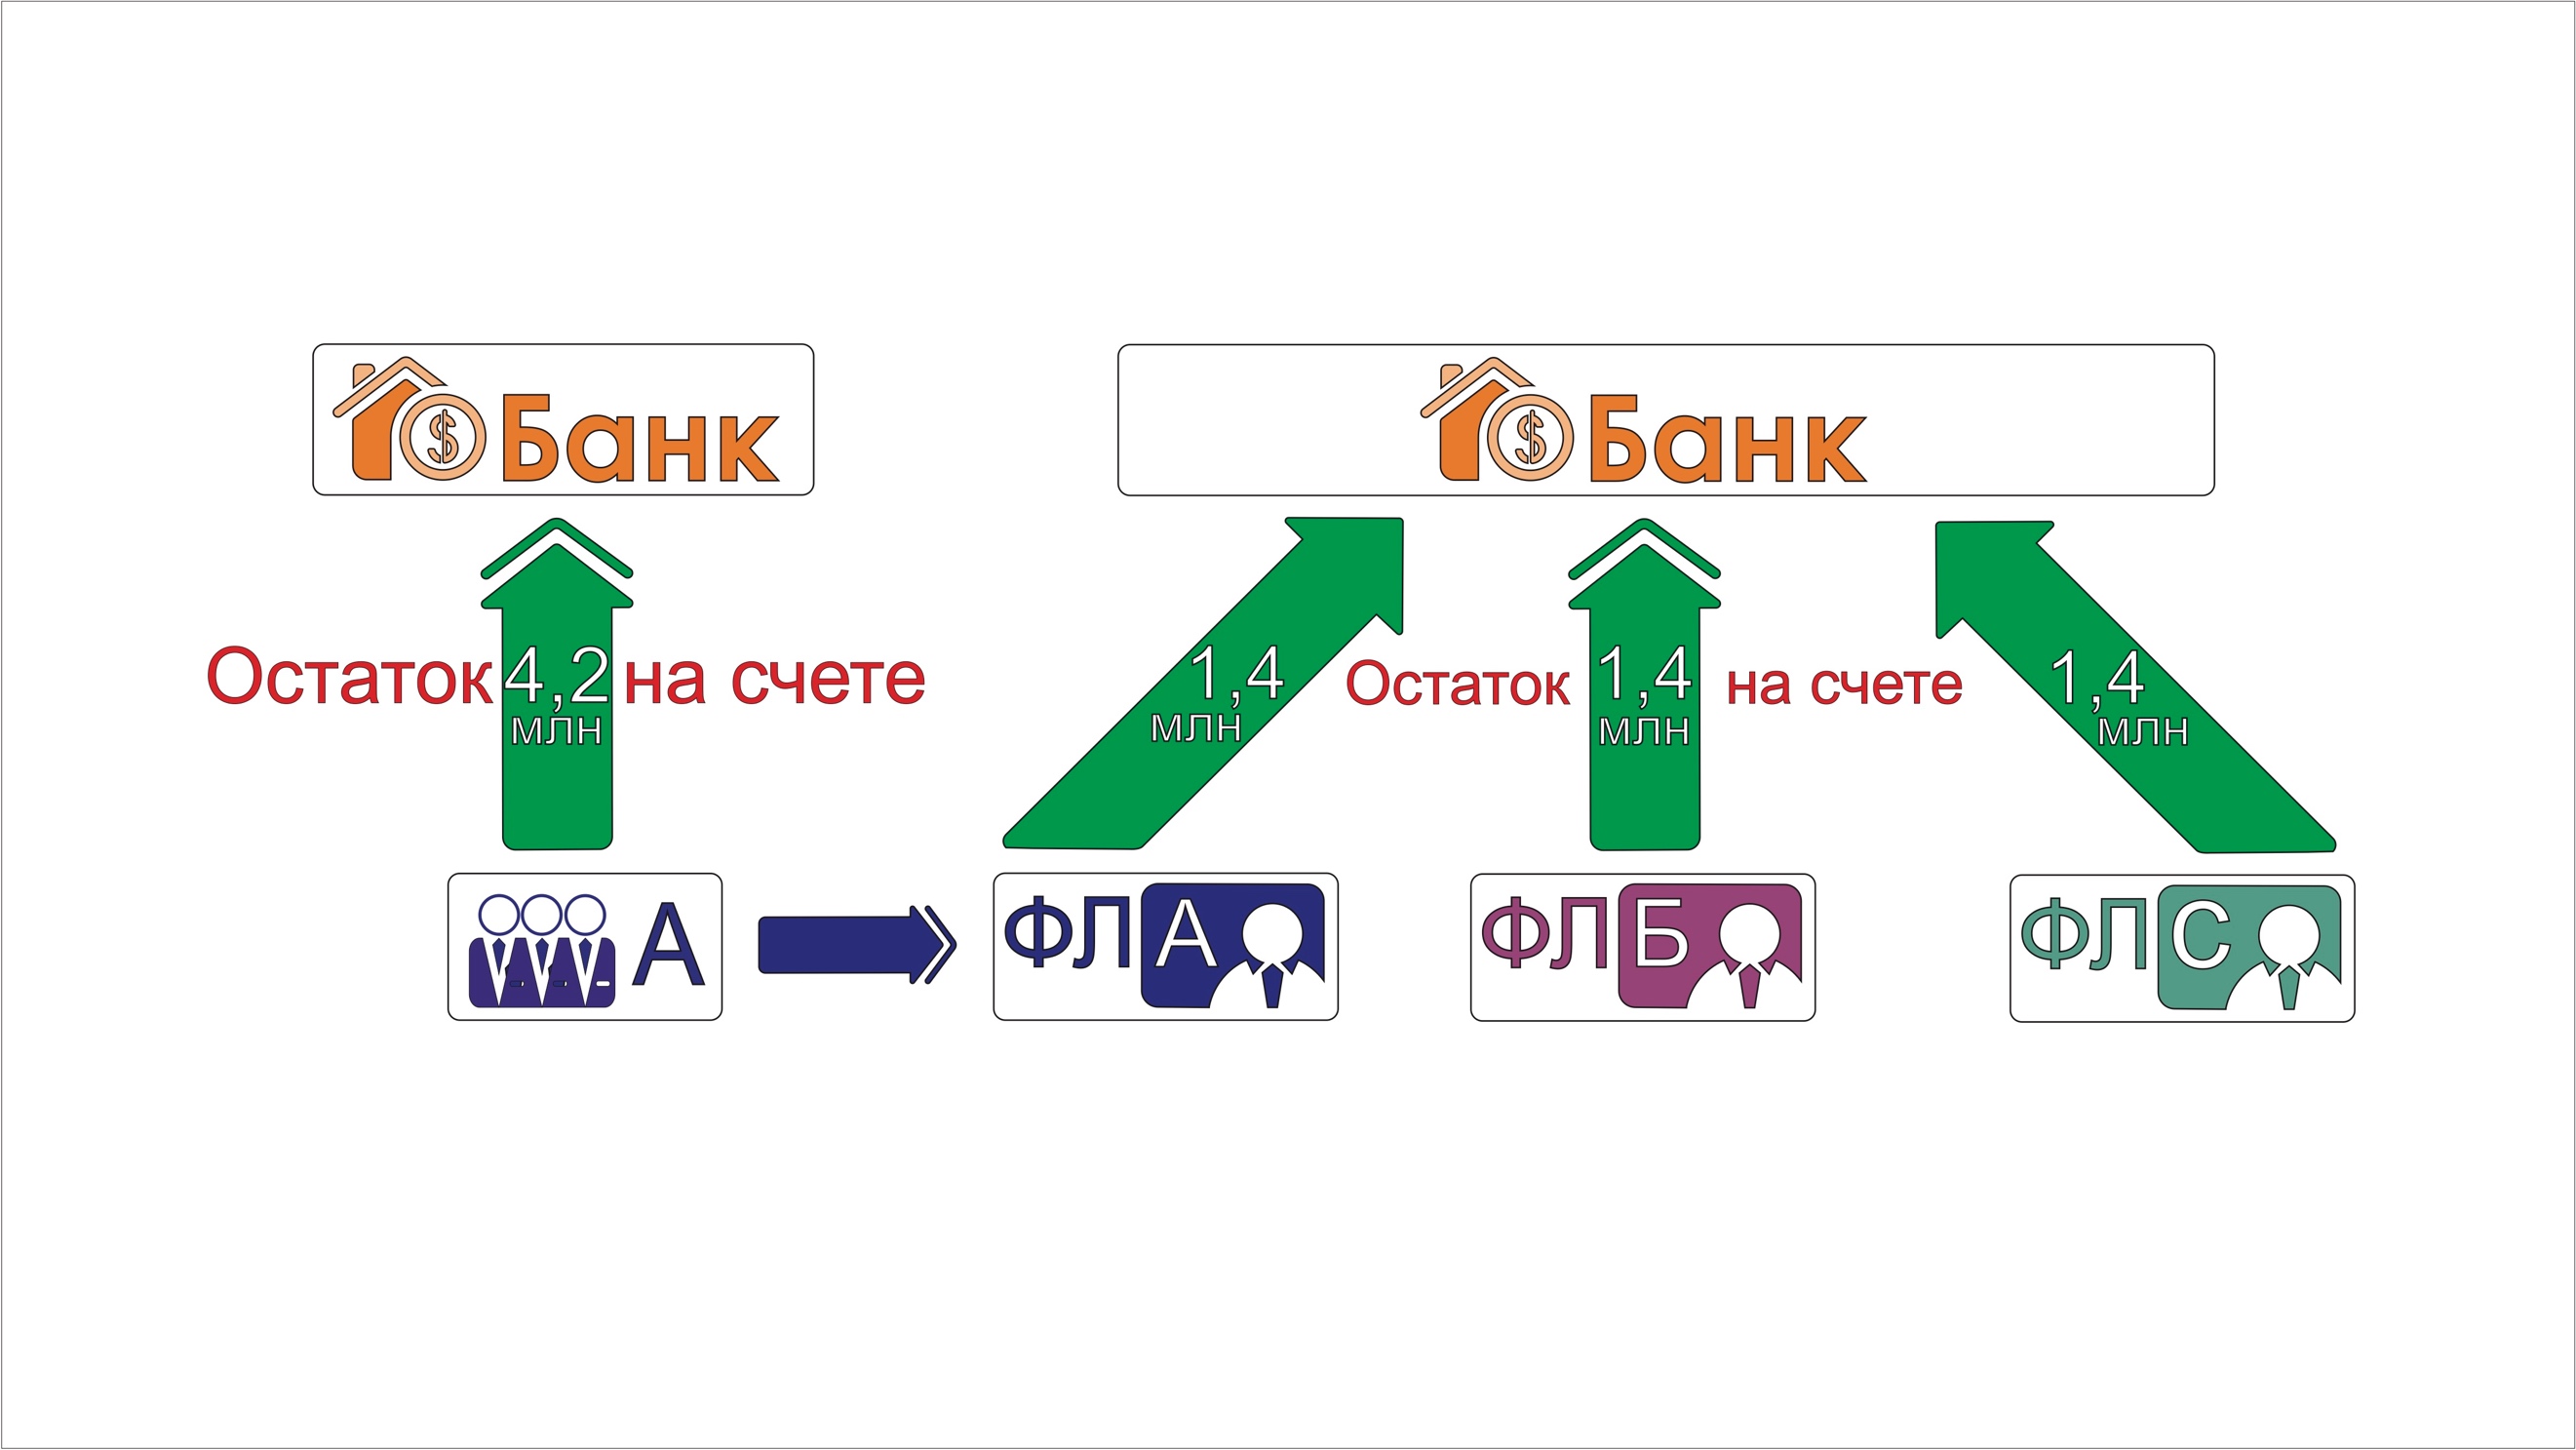 Банк
Банк
Остаток 4,2 на счете
млн
1,4
млн
Остаток 1,4 на счете
млн
1,4
млн
А
ФЛ А
ФЛ Б
ФЛ С